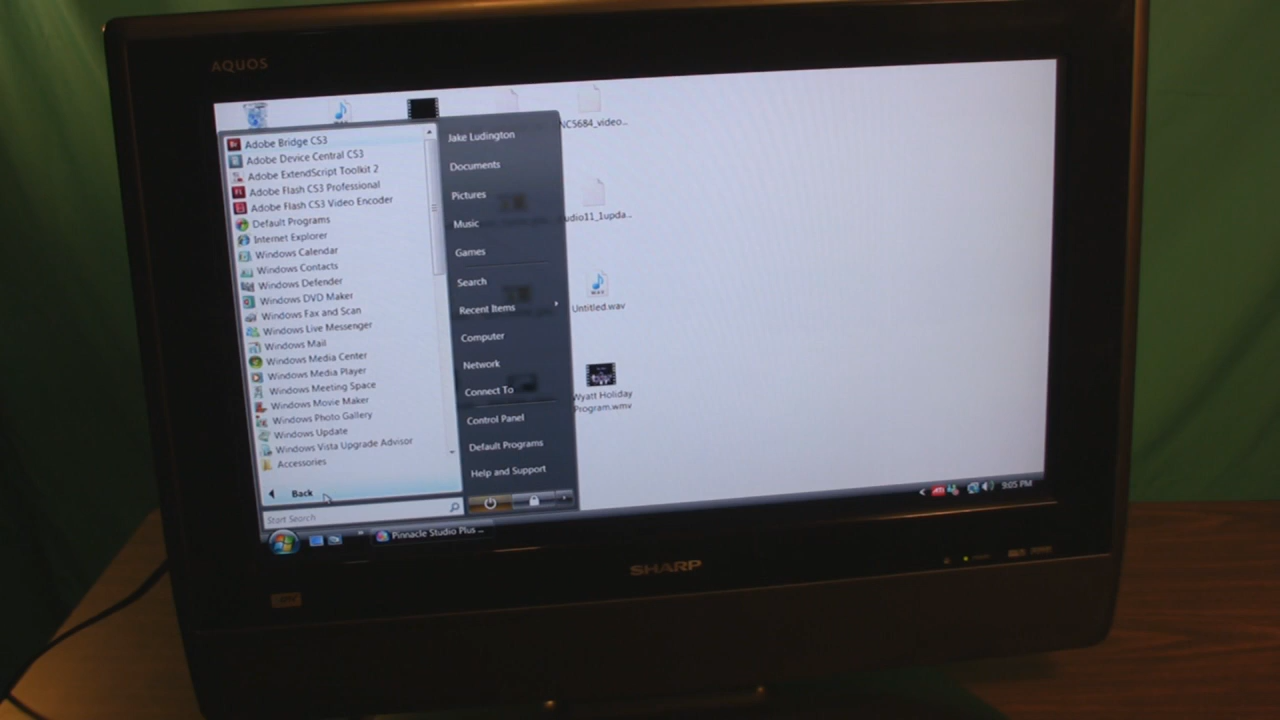 AQUOS
Adobe Bridge CS3
Adobe Device Central CS3
Adobe ExtendScript Toolkit 2
Adobe Flash CS3 Professional
Adobe Flash CS3 Video Encoder
Default Programs
Internet Explorer
Windows Calendar
Windows Contacts
Windows Defender
Windows DVD Maker
Windows Fax and Scan
Windows Live Messenger
Windows Mail
Windows Media Center
Windows Media Player
Windows Meeting Space
Windows Movie Maker
Windows Photo Gallery
Windows Update
Windows Vista Upgrade Advisor
Accessories
Back
Start Search
Jake Ludington
Documents
Pictures
Music
Games
Search
Recent Items
Computer
Network
Connect To
Control Panel
Default Programs
Help and Support
NC5684_video...
udio11_1upda...
Untitled.wav
Wyatt Holiday
Program.wmv
Pinnacle Studio Plus ...
9:05 PM
SHARP